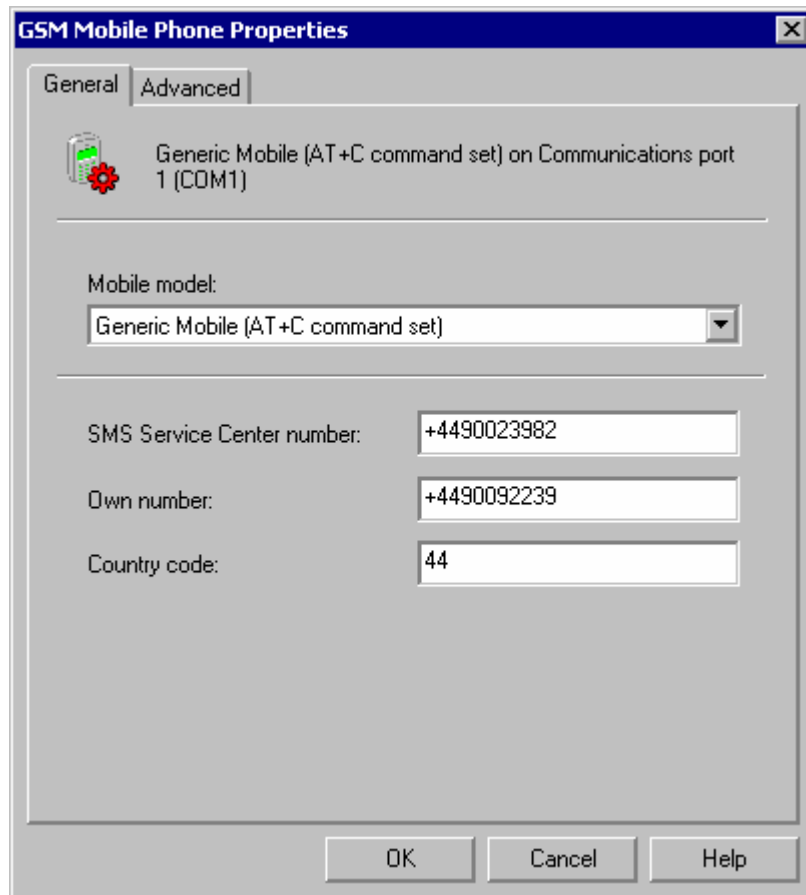 GSM Mobile Phone Properties
General
Advanced
Generic Mobile (AT+C command set) on Communications port
1 (COM1)
Mobile model:
Generic Mobile (AT+C command set)
SMS Service Center number:
+4490023982
Own number:
+4490092239
Country code:
44
OK
Cancel
Help